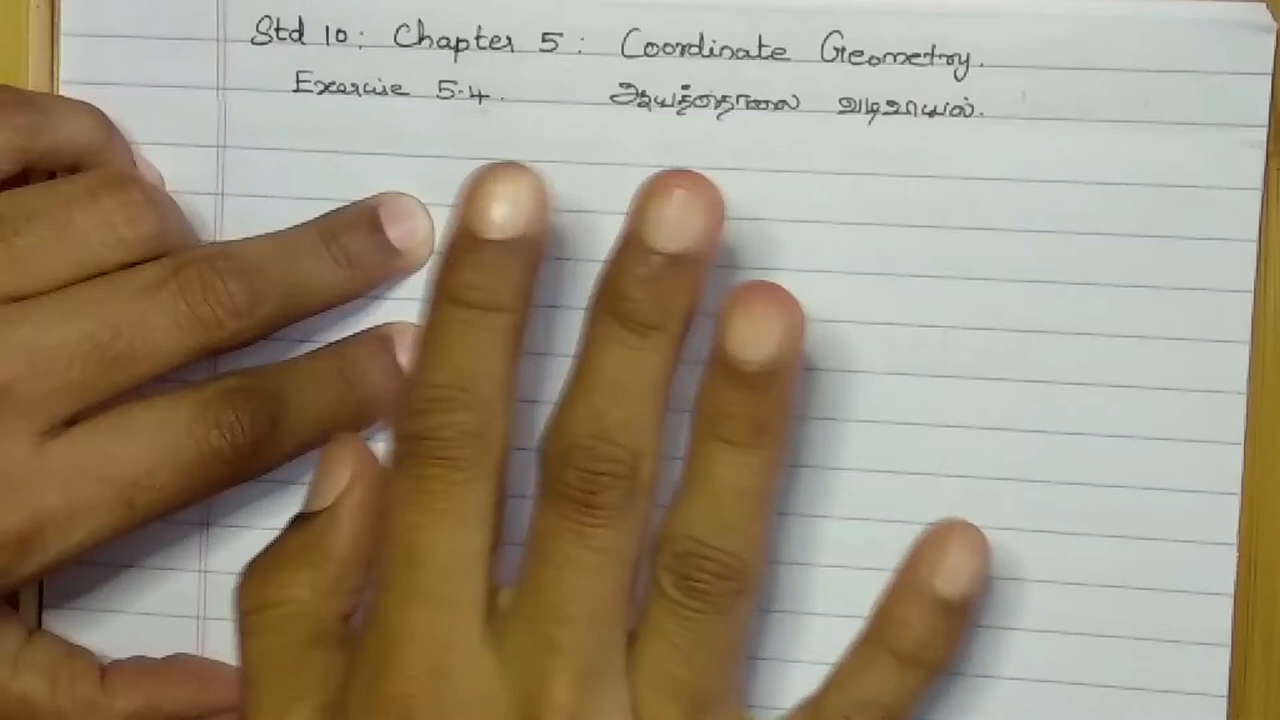 Std 10: Chapter 5: Coordinate Geometry.
Exercise 5.4. ஆயத்தொலை வடிவியல்.